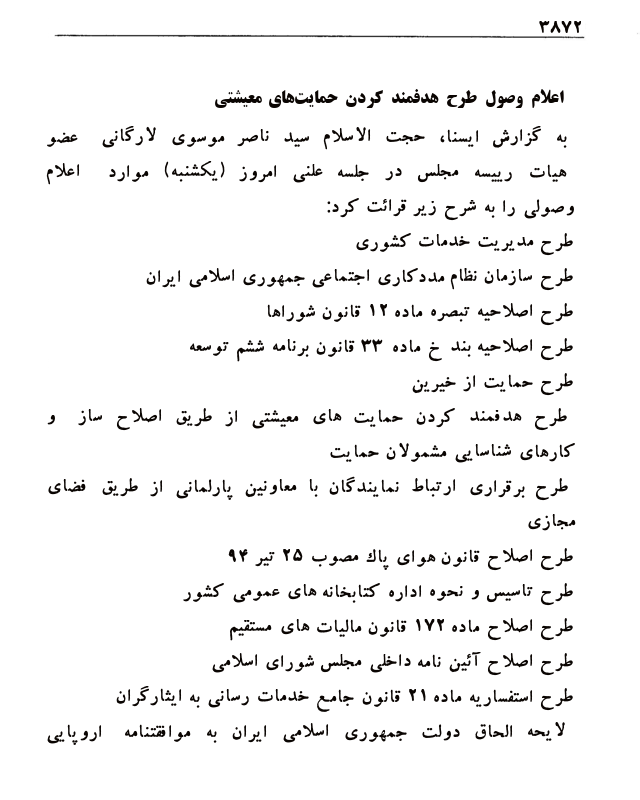 ۳۸۷۲
اعلام وصول طرح هدفمند کردن حمایت‌های معیشتی
به گزارش ایسنا، حجت الاسلام سید ناصر موسوی لارگانی عضو
هیات رییسه مجلس در جلسه علنی امروز (یکشنبه) موارد اعلام
وصولی را به شرح زیر قرائت کرد:
طرح مدیریت خدمات کشوری
طرح سازمان نظام مددکاری اجتماعی جمهوری اسلامی ایران
طرح اصلاحیه تبصره ماده ۱۲ قانون شوراها
طرح اصلاحیه بند خ ماده ۳۳ قانون برنامه ششم توسعه
طرح حمایت از خیرین
طرح هدفمند کردن حمایت های معیشتی از طریق اصلاح ساز و
کارهای شناسایی مشمولان حمایت
طرح برقراری ارتباط نمایندگان با معاونین پارلمانی از طریق فضای
مجازی
طرح اصلاح قانون هوای پاك مصوب ۲۵ تیر ۹۴
طرح تاسیس و نحوه اداره کتابخانه های عمومی کشور
طرح اصلاح ماده ۱۷۲ قانون مالیات های مستقیم
طرح اصلاح آئین نامه داخلی مجلس شورای اسلامی
طرح استفساریه ماده ۲۱ قانون جامع خدمات رسانی به ایثارگران
لایحه الحاق دولت جمهوری اسلامی ایران به موافقتنامه اروپایی